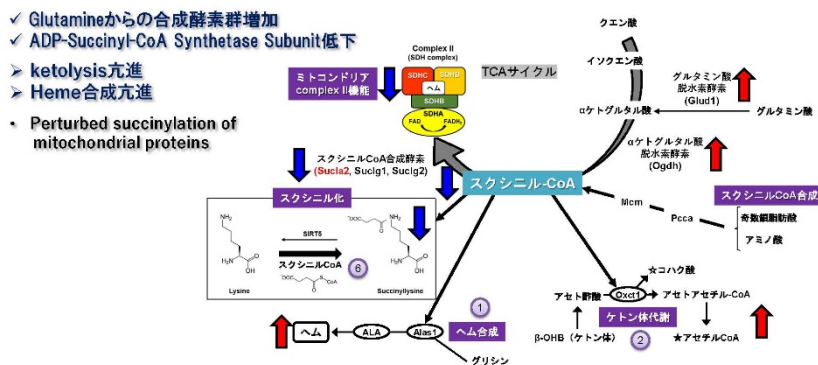 ✓ Glutamineからの合成酵素群増加
✓ ADP-Succinyl-CoA Synthetase Subunit低下
➢ ketolysis亢進
➢ Heme合成亢進
• Perturbed succinylation of
mitochondrial proteins
ミトコンドリア
complex II機能
Complex II
(SDH complex)
SDHC
SDHD
ヘム
SDHB
SDHA
FAD
FADH₂
TCAサイクル
クエン酸
イソクエン酸
αケトグルタル酸
グルタミン酸
脱水素酵素
(Glud1)
グルタミン酸
αケトグルタル酸
脱水素酵素
(Ogdh)
スクシニルCoA合成酵素
(Sucla2, Suclg1, Suclg2)
スクシニル-CoA
スクシニルCoA合成
Mcm
Pcca
奇数鎖脂肪酸
アミノ酸
スクシニル化
NH₂
H₂N
O
OH
Lysine
SIRT5
スクシニルCoA
⁻OOC
O
S
CoA
⑥
⁻OOC
O
NH
H₂N
O
OH
Succinyllysine
①
ヘム合成
ヘム
ALA
Alas1
グリシン
☆コハク酸
アセト酢酸
Oxct1
アセトアセチル-CoA
ケトン体代謝
②
β-OHB（ケトン体）
★アセチルCoA